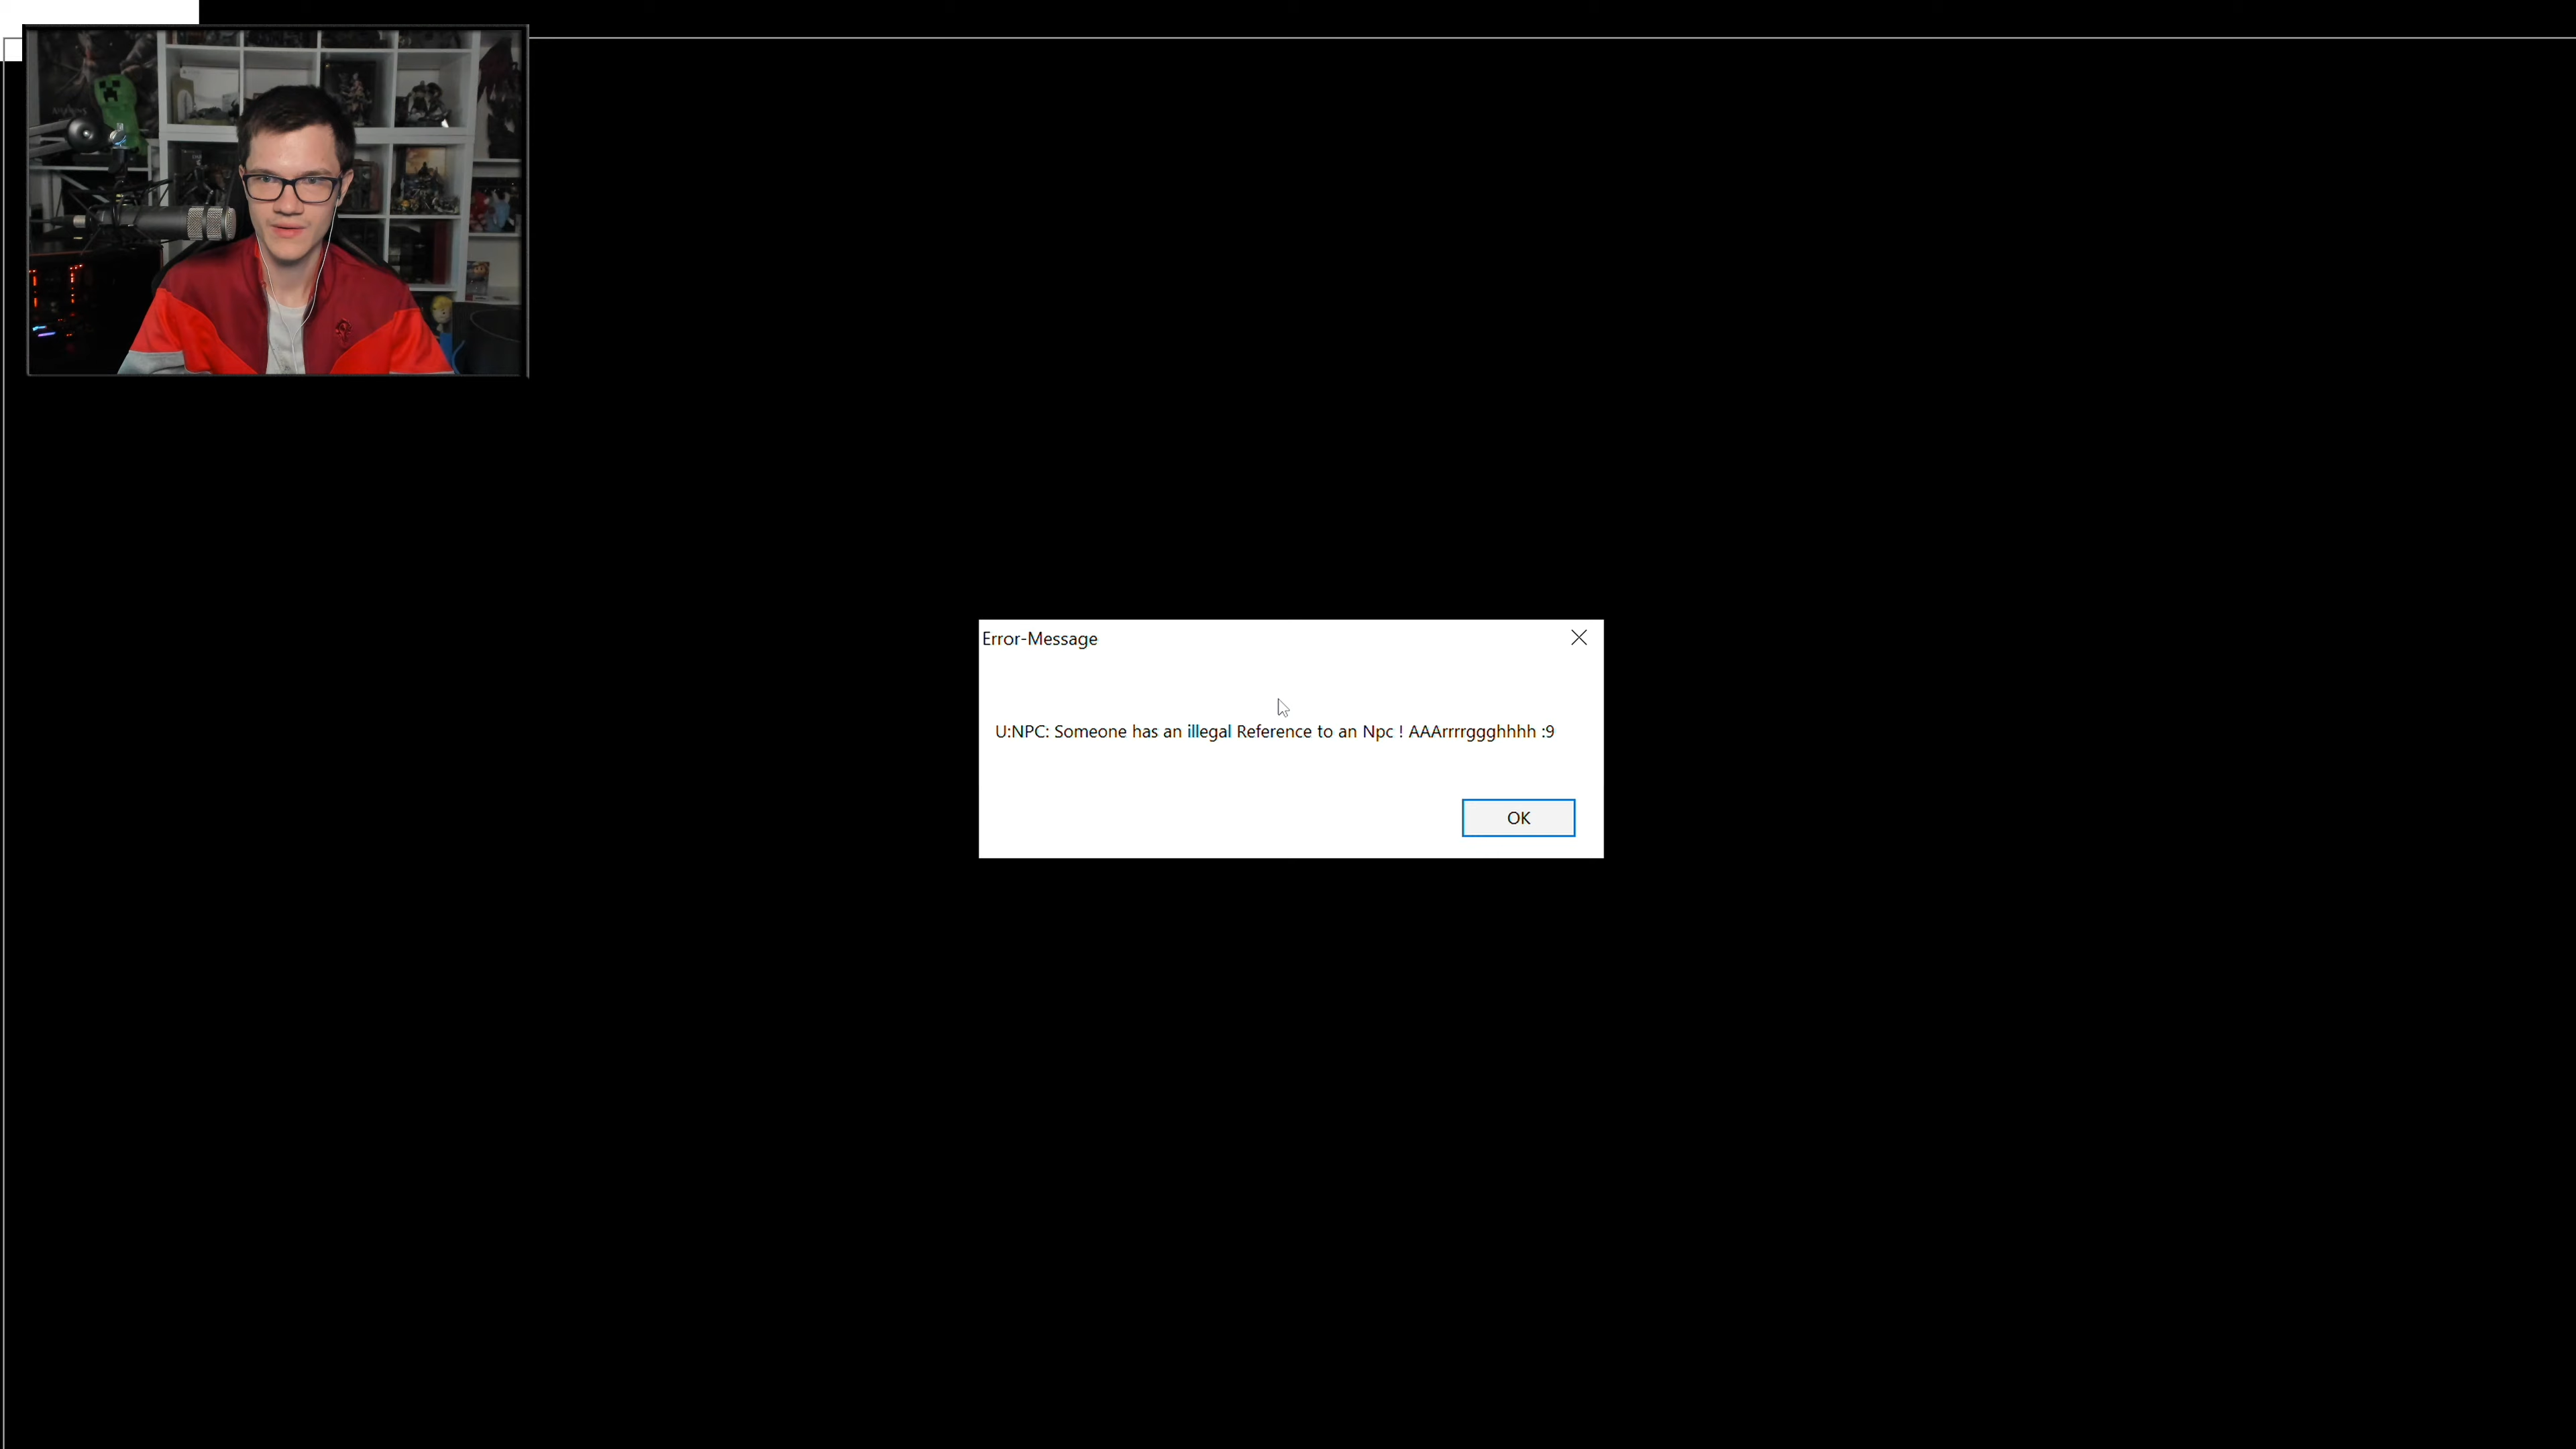 Error-Message
U:NPC: Someone has an illegal Reference to an Npc ! AAArrrrggghhhh :9
OK